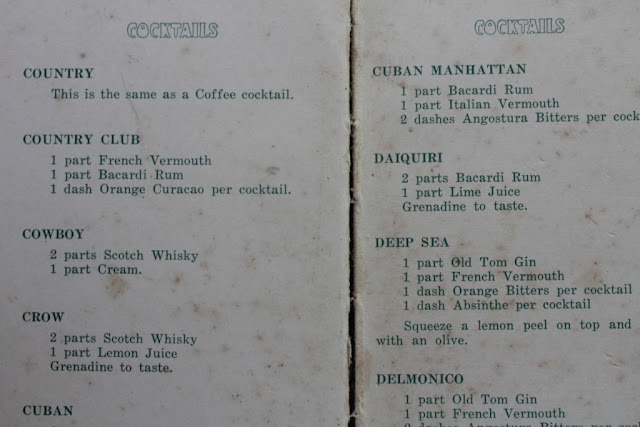 COCKTAILS
COUNTRY
This is the same as a Coffee cocktail.
COUNTRY CLUB
1 part French Vermouth
1 part Bacardi Rum
1 dash Orange Curacao per cocktail.
COWBOY
2 parts Scotch Whisky
1 part Cream.
CROW
2 parts Scotch Whisky
1 part Lemon Juice
Grenadine to taste.
CUBAN
COCKTAILS
CUBAN MANHATTAN
1 part Bacardi Rum
1 part Italian Vermouth
2 dashes Angostura Bitters per cock
DAIQUIRI
2 parts Bacardi Rum
1 part Lime Juice
Grenadine to taste.
DEEP SEA
1 part Old Tom Gin
1 part French Vermouth
1 dash Orange Bitters per cocktail
1 dash Absinthe per cocktail
Squeeze a lemon peel on top and
with an olive.
DELMONICO
1 part Old Tom Gin
1 part French Vermouth
2 dashes Angostura Bitters per